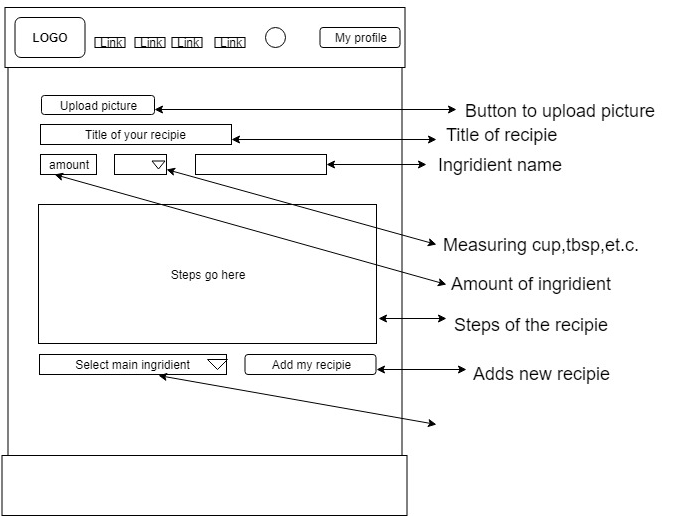 LOGO
Link
Link
Link
Link
My profile
Upload picture
Button to upload picture
Title of your recipie
Title of recipie
amount
Ingridient name
Measuring cup,tbsp,et.c.
Steps go here
Amount of ingridient
Steps of the recipie
Select main ingridient
Add my recipie
Adds new recipie